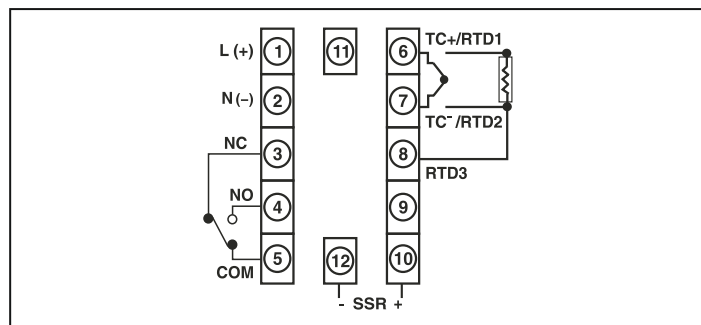 L (+)
1
11
6
TC+/RTD1
N (–)
2
7
TC-/RTD2
NC
3
8
RTD3
NO
4
9
COM
5
12
10
- SSR +